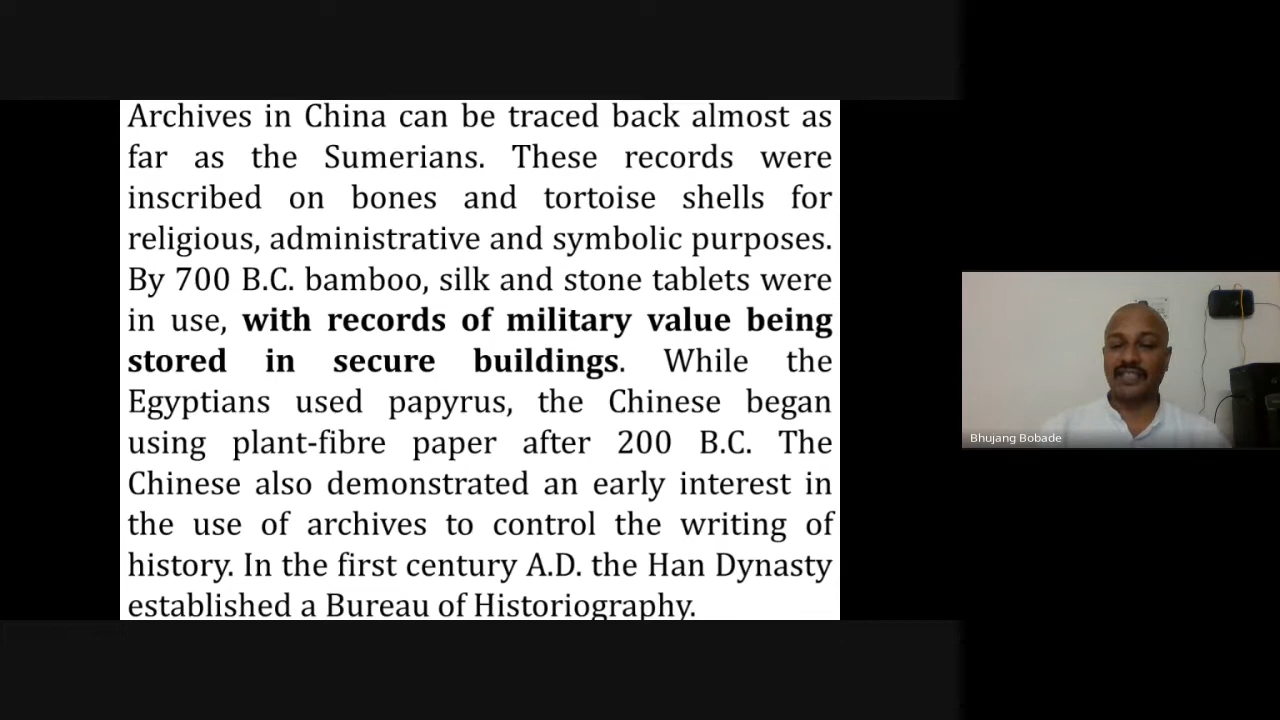 Archives in China can be traced back almost as
far as the Sumerians. These records were
inscribed on bones and tortoise shells for
religious, administrative and symbolic purposes.
By 700 B.C. bamboo, silk and stone tablets were
in use, with records of military value being
stored in secure buildings. While the
Egyptians used papyrus, the Chinese began
using plant-fibre paper after 200 B.C. The
Chinese also demonstrated an early interest in
the use of archives to control the writing of
history. In the first century A.D. the Han Dynasty
established a Bureau of Historiography.
Bhujang Bobade